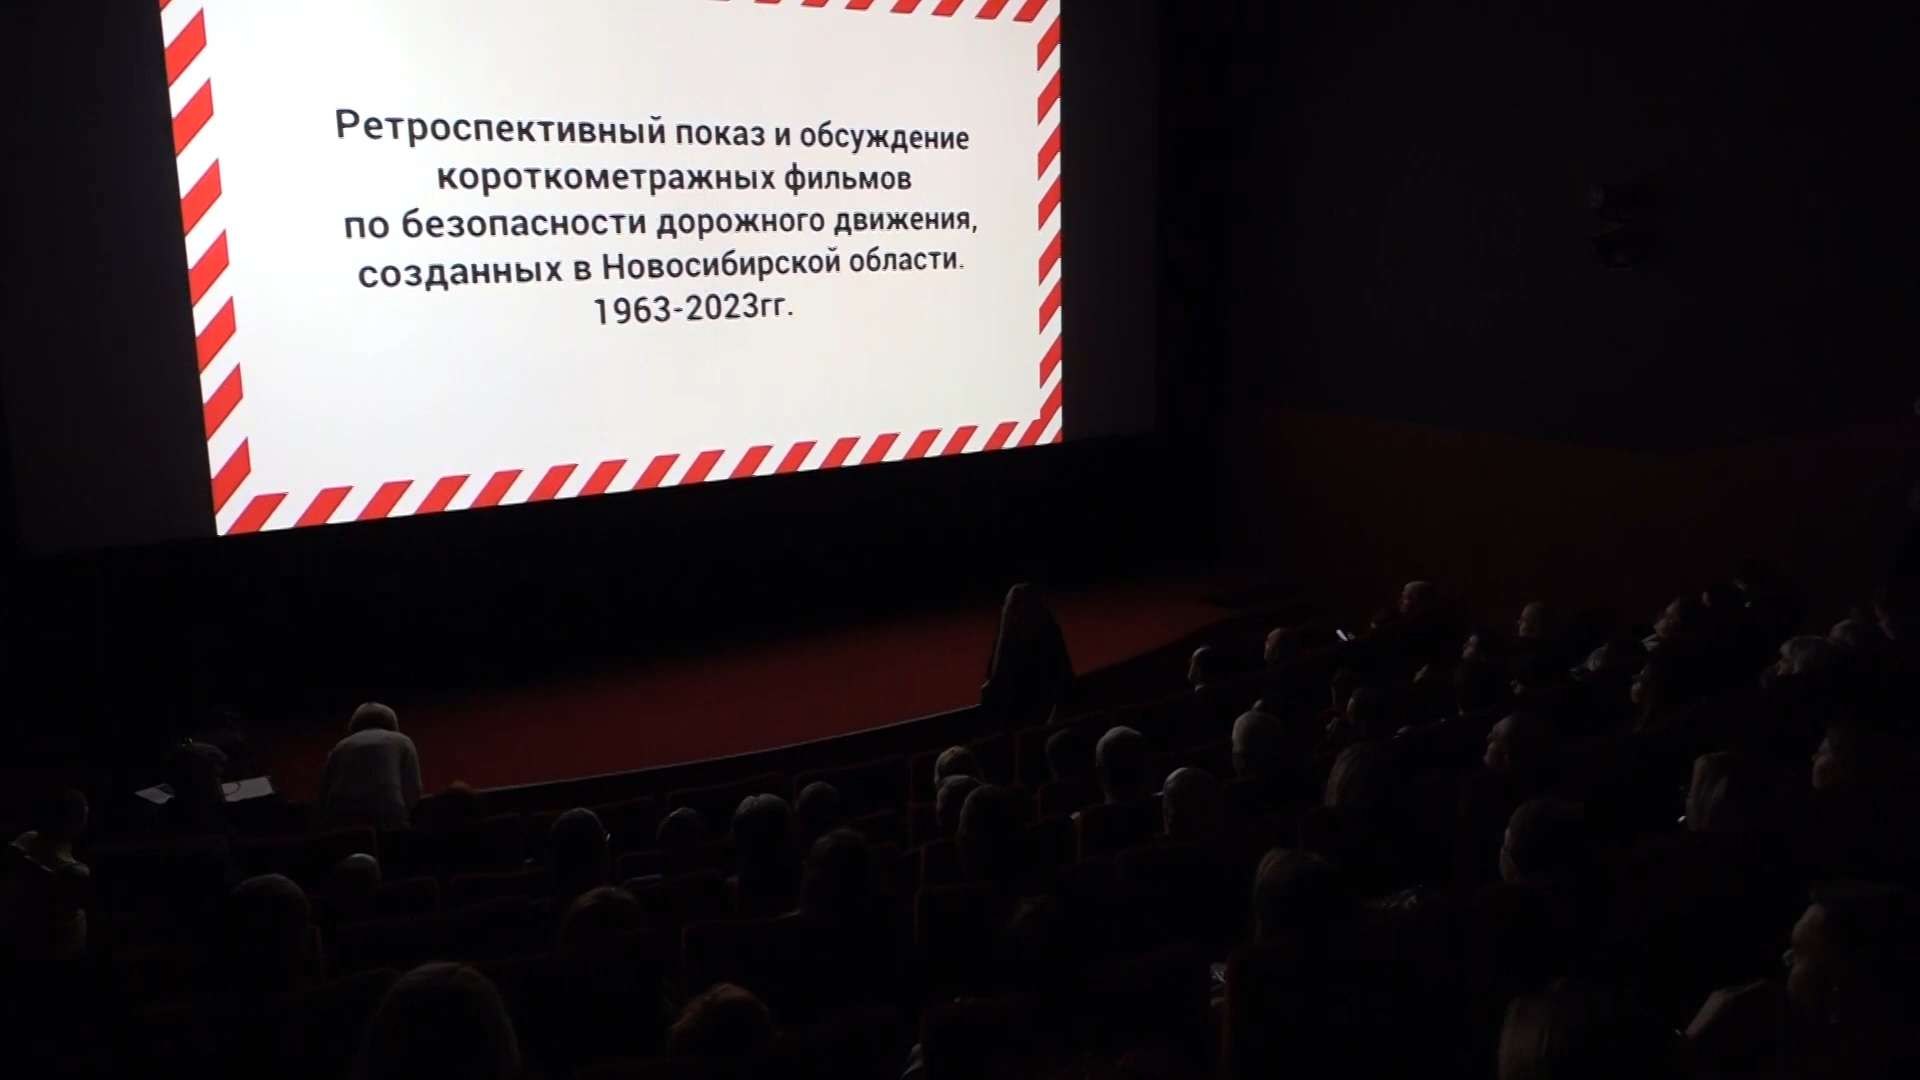 Ретроспективный показ и обсуждение
короткометражных фильмов
по безопасности дорожного движения,
созданных в Новосибирской области.
1963-2023гг.